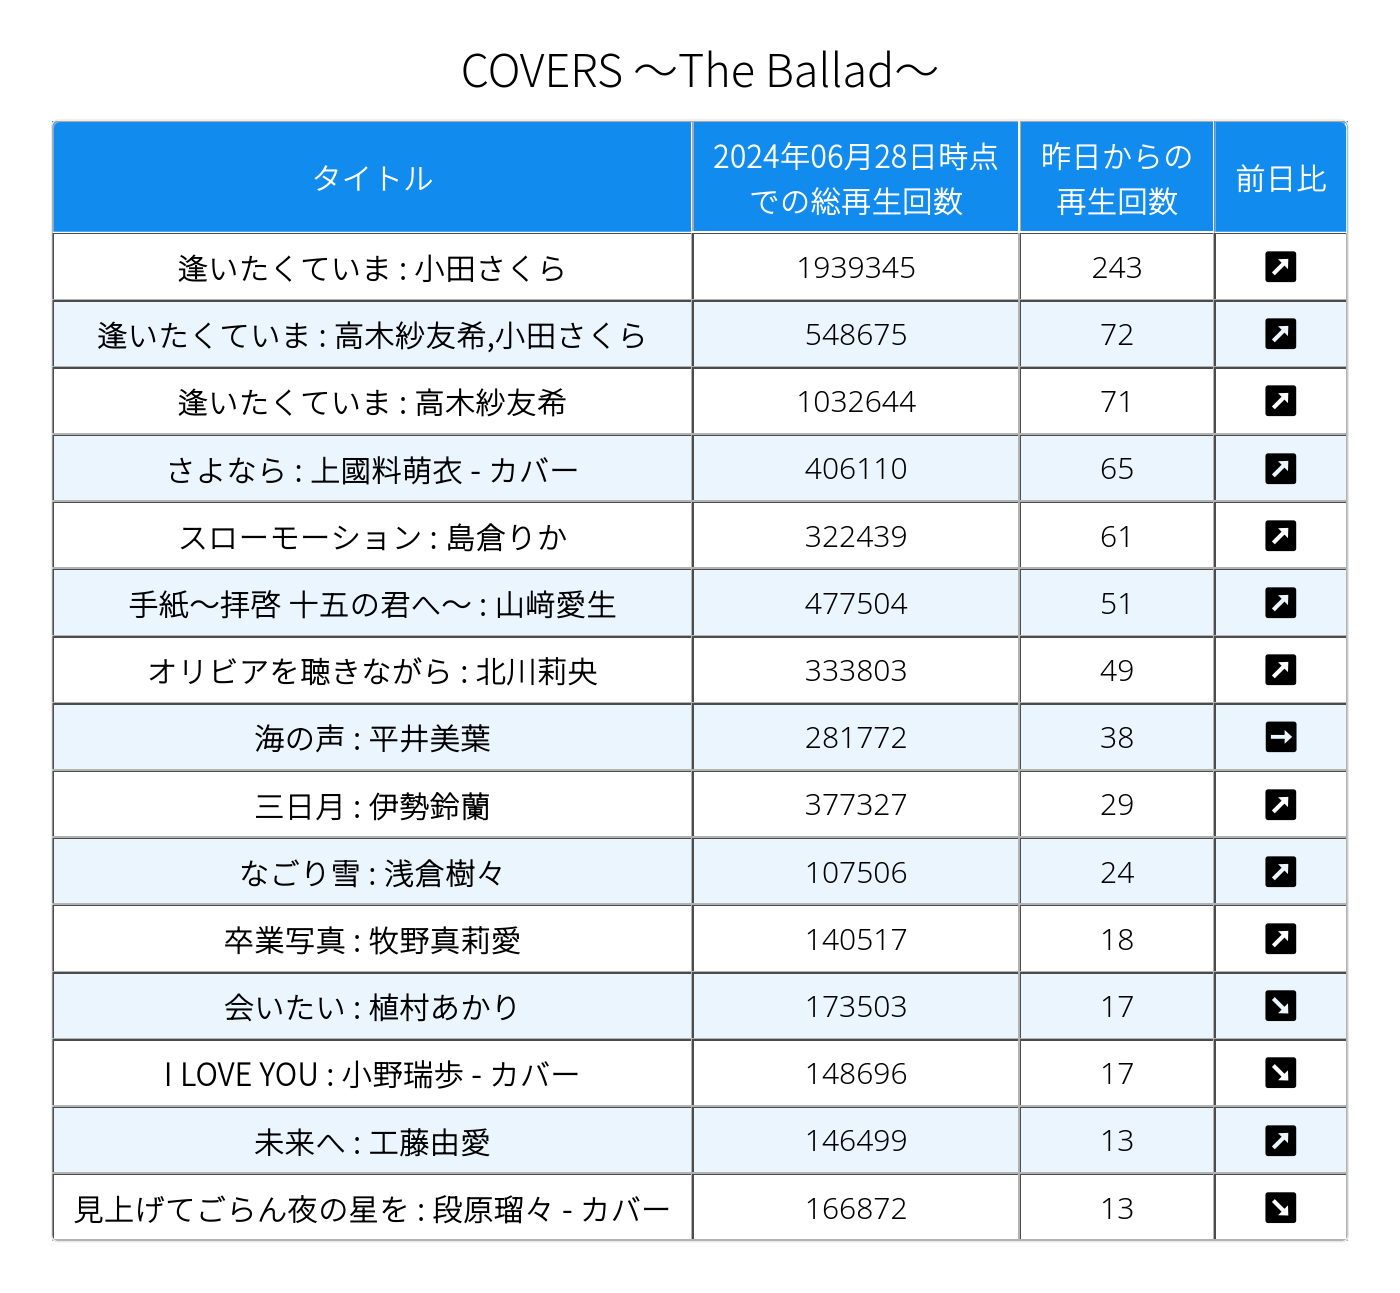 COVERS ～The Ballad～
タイトル 2024年06月28日時点での総再生回数 昨日からの再生回数 前日比
逢いたくていま : 小田さくら 1939345 243 ↗
逢いたくていま : 高木紗友希,小田さくら 548675 72 ↗
逢いたくていま : 高木紗友希 1032644 71 ↗
さよなら : 上國料萌衣 - カバー 406110 65 ↗
スローモーション : 島倉りか 322439 61 ↗
手紙～拝啓 十五の君へ～ : 山﨑愛生 477504 51 ↗
オリビアを聴きながら : 北川莉央 333803 49 ↗
海の声 : 平井美葉 281772 38 →
三日月 : 伊勢鈴蘭 377327 29 ↗
なごり雪 : 浅倉樹々 107506 24 ↗
卒業写真 : 牧野真莉愛 140517 18 ↗
会いたい : 植村あかり 173503 17 ↘
I LOVE YOU : 小野瑞歩 - カバー 148696 17 ↘
未来へ : 工藤由愛 146499 13 ↗
見上げてごらん夜の星を : 段原瑠々 - カバー 166872 13 ↘